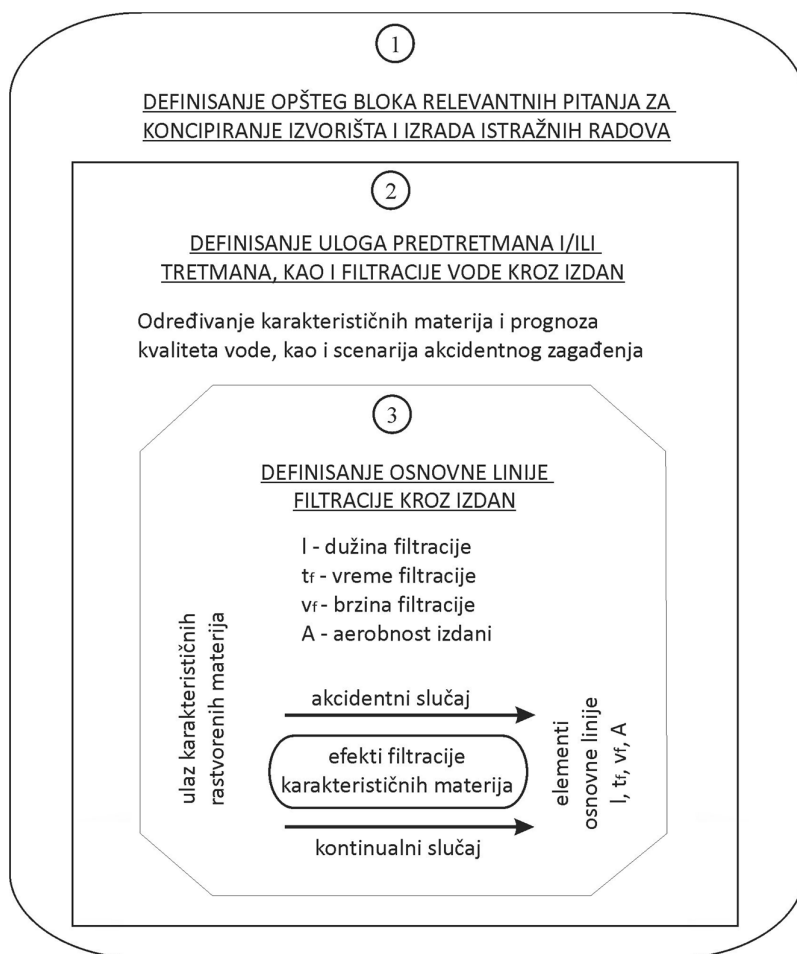 1
DEFINISANJE OPŠTEG BLOKA RELEVANTNIH PITANJA ZA
KONCIPIRANJE IZVORIŠTA I IZRADA ISTRAŽNIH RADOVA
2
DEFINISANJE ULOGA PREDTRETMANA I/ILI
TRETMANA, KAO I FILTRACIJE VODE KROZ IZDAN
Određivanje karakterističnih materija i prognoza
kvaliteta vode, kao i scenarija akcidentnog zagađenja
3
DEFINISANJE OSNOVNE LINIJE
FILTRACIJE KROZ IZDAN
l - dužina filtracije
tf - vreme filtracije
vf - brzina filtracije
A - aerobnost izdani
ulaz karakterističnih
rastvorenih materija
akcidentni slučaj
efekti filtracije
karakterističnih materija
kontinualni slučaj
elementi
osnovne linije
l, tf, vf, A